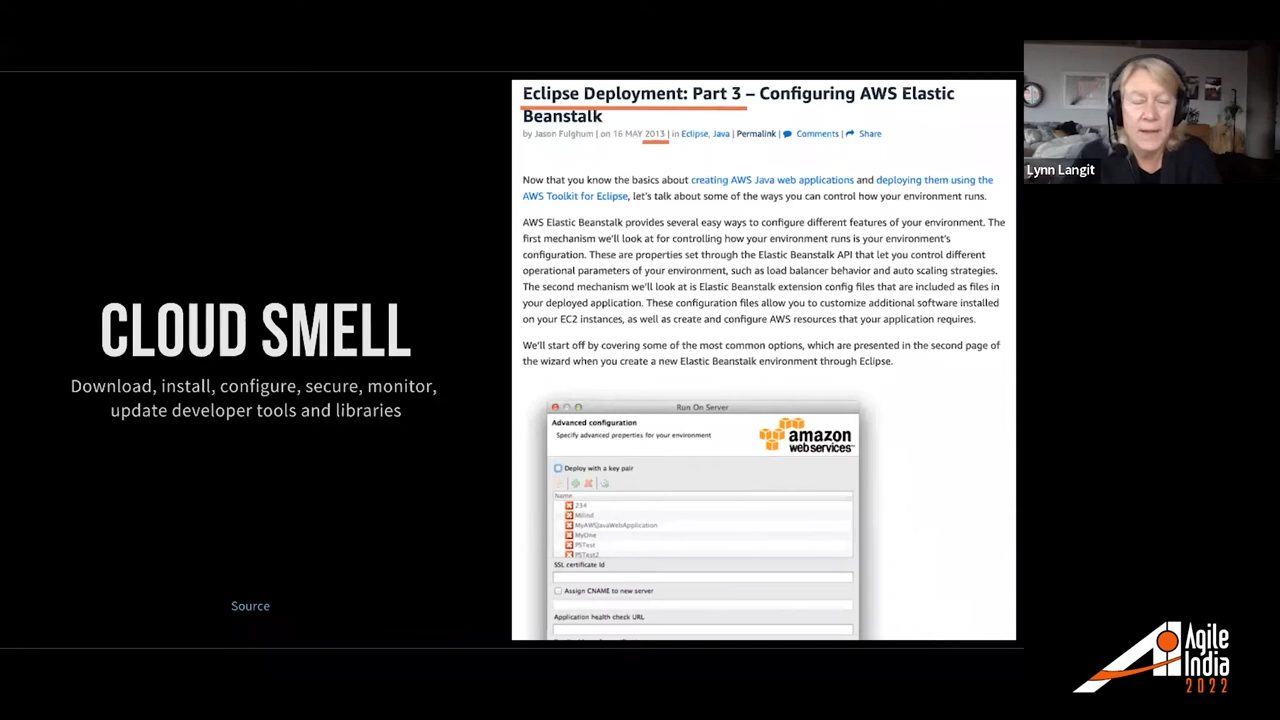 CLOUD SMELL
Download, install, configure, secure, monitor,
update developer tools and libraries
Source
Eclipse Deployment: Part 3 – Configuring AWS Elastic
Beanstalk
by Jason Fulghum | on 16 MAY 2013 | in Eclipse, Java | Permalink | Comments | Share
Now that you know the basics about creating AWS Java web applications and deploying them using the
AWS Toolkit for Eclipse, let's talk about some of the ways you can control how your environment runs.
AWS Elastic Beanstalk provides several easy ways to configure different features of your environment. The
first mechanism we'll look at for controlling how your environment runs is your environment's
configuration. These are properties set through the Elastic Beanstalk API that let you control different
operational parameters of your environment, such as load balancer behavior and auto scaling strategies.
The second mechanism we'll look at is Elastic Beanstalk extension config files that are included as files in
your deployed application. These configuration files allow you to customize additional software installed
on your EC2 instances, as well as create and configure AWS resources that your application requires.
We'll start off by covering some of the most common options, which are presented in the second page of
the wizard when you create a new Elastic Beanstalk environment through Eclipse.
Run On Server
Advanced configuration
Specify advanced properties for your environment
amazon
web services
Deploy with a key pair
Name
234
Milind
MyAWSJavaWebApplication
MyOne
PSTest
PSTest2
SSL certificate Id
Assign CNAME to new server
Application health check URL
Lynn Langit
Agile
India
2022